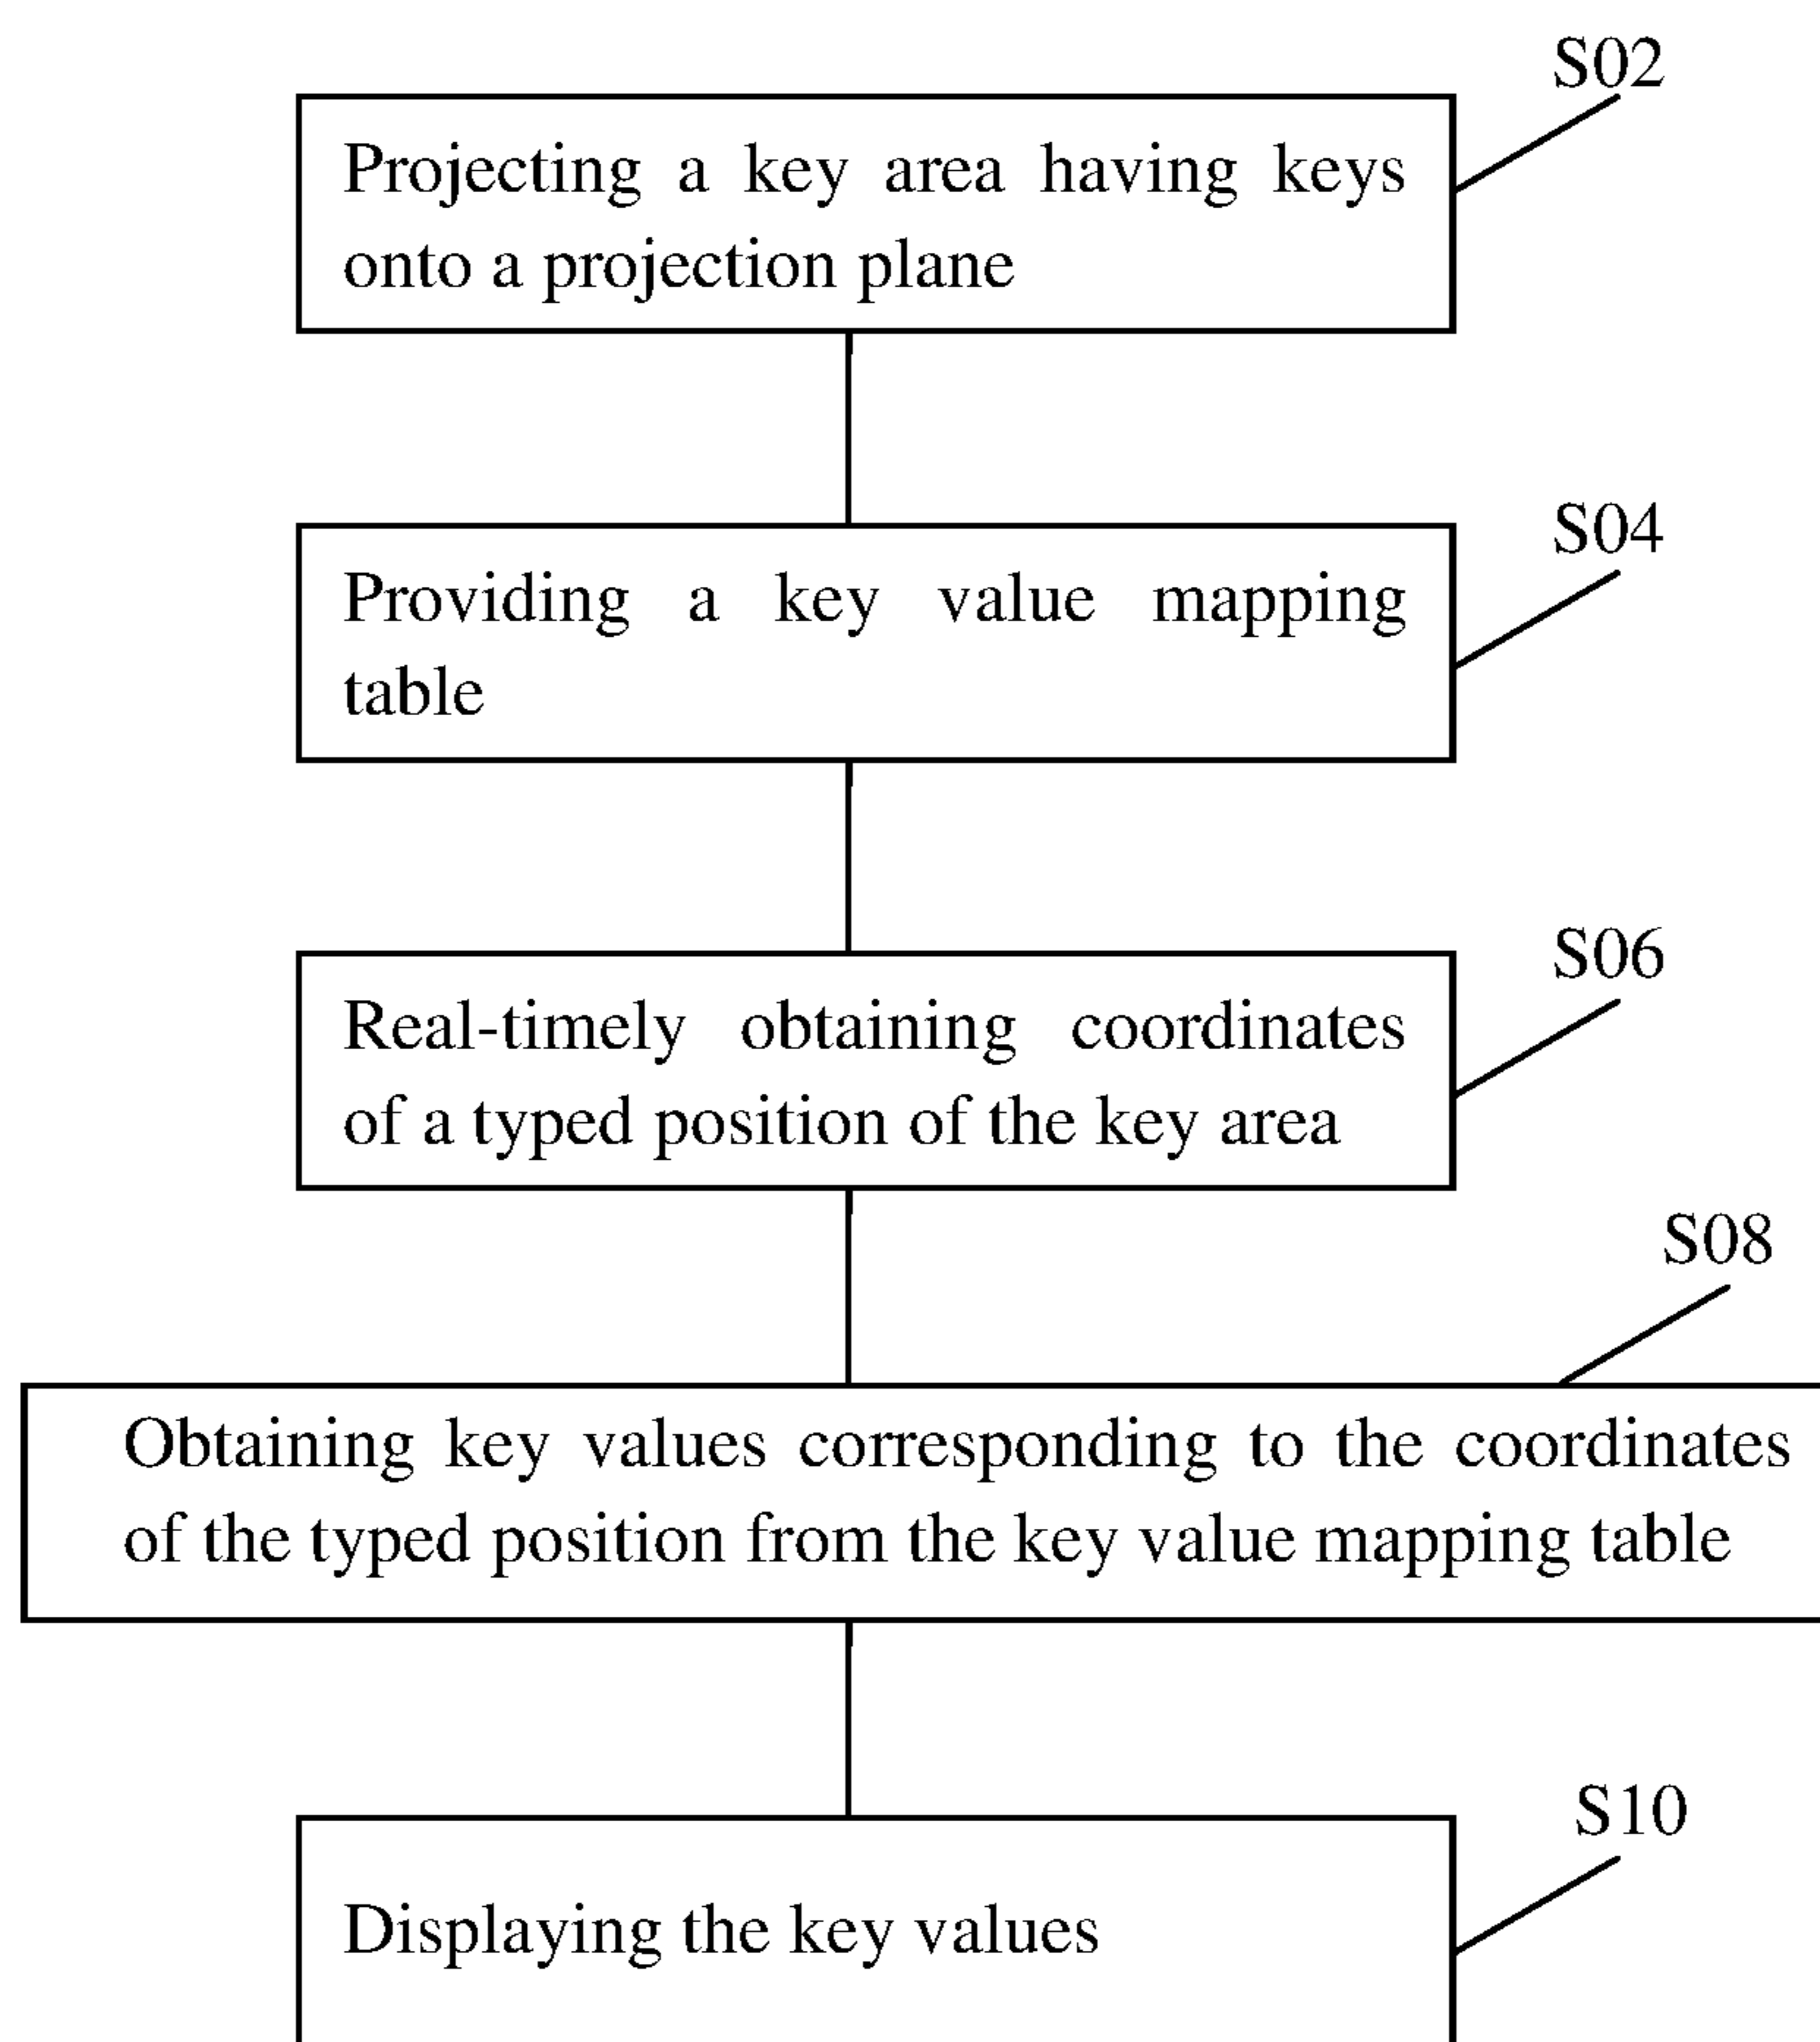 S02
Projecting a key area having keys
onto a projection plane
S04
Providing a key value mapping
table
S06
Real-timely obtaining coordinates
of a typed position of the key area
S08
Obtaining key values corresponding to the coordinates
of the typed position from the key value mapping table
S10
Displaying the key values